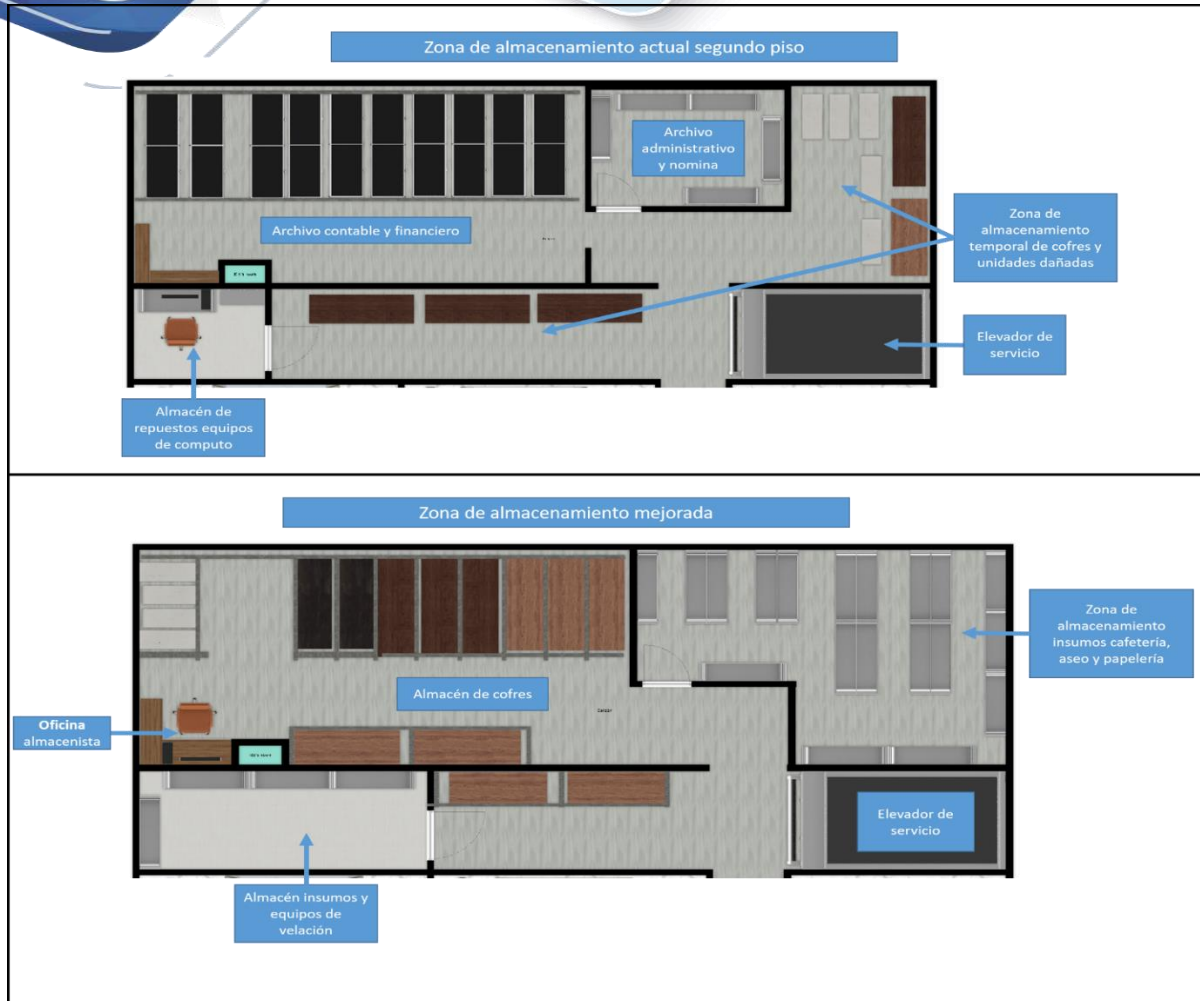 Zona de almacenamiento actual segundo piso
Archivo
administrativo
y nomina
Archivo contable y financiero
Zona de
almacenamiento
temporal de cofres y
unidades dañadas
Elevador de
servicio
Almacén de
repuestos equipos
de computo
Zona de almacenamiento mejorada
Zona de
almacenamiento
insumos cafetería,
aseo y papelería
Almacén de cofres
Oficina
almacenista
Elevador de
servicio
Almacén insumos y
equipos de
velación